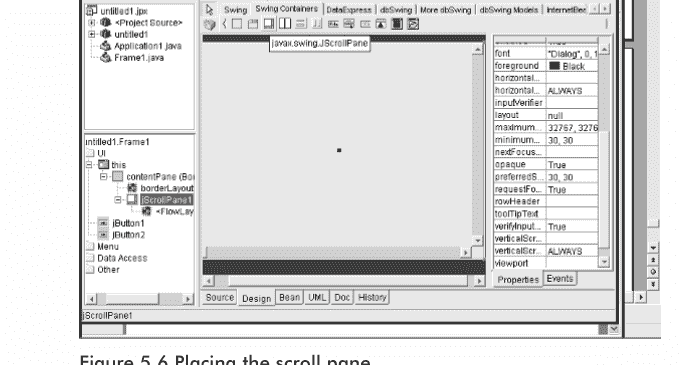 untitled1.jpx
<Project Source>
untitled1
Application1.java
Frame1.java
Swing Swing Containers DataExpress dbSwing More dbSwing dbSwing Models InternetBea
javax.swing.JScrollPane
font "Dialog", 0, 1
foreground Black
horizontal...
horizontal... ALWAYS
inputVerifier
layout null
maximum... 32767, 3276
minimum... 30, 30
nextFocus...
opaque True
preferredS... 30, 30
requestFo... True
rowHeader
toolTipText
verifyInput... True
verticalScr...
verticalScr... ALWAYS
viewport
Properties Events
intitled1.Frame1
UI
this
contentPane (Bor
borderLayout
jScrollPane1
<FlowLay
jButton1
jButton2
Menu
Data Access
Other
Source Design Bean UML Doc History
jScrollPane1
Figure 5.6 Placing the scroll pane